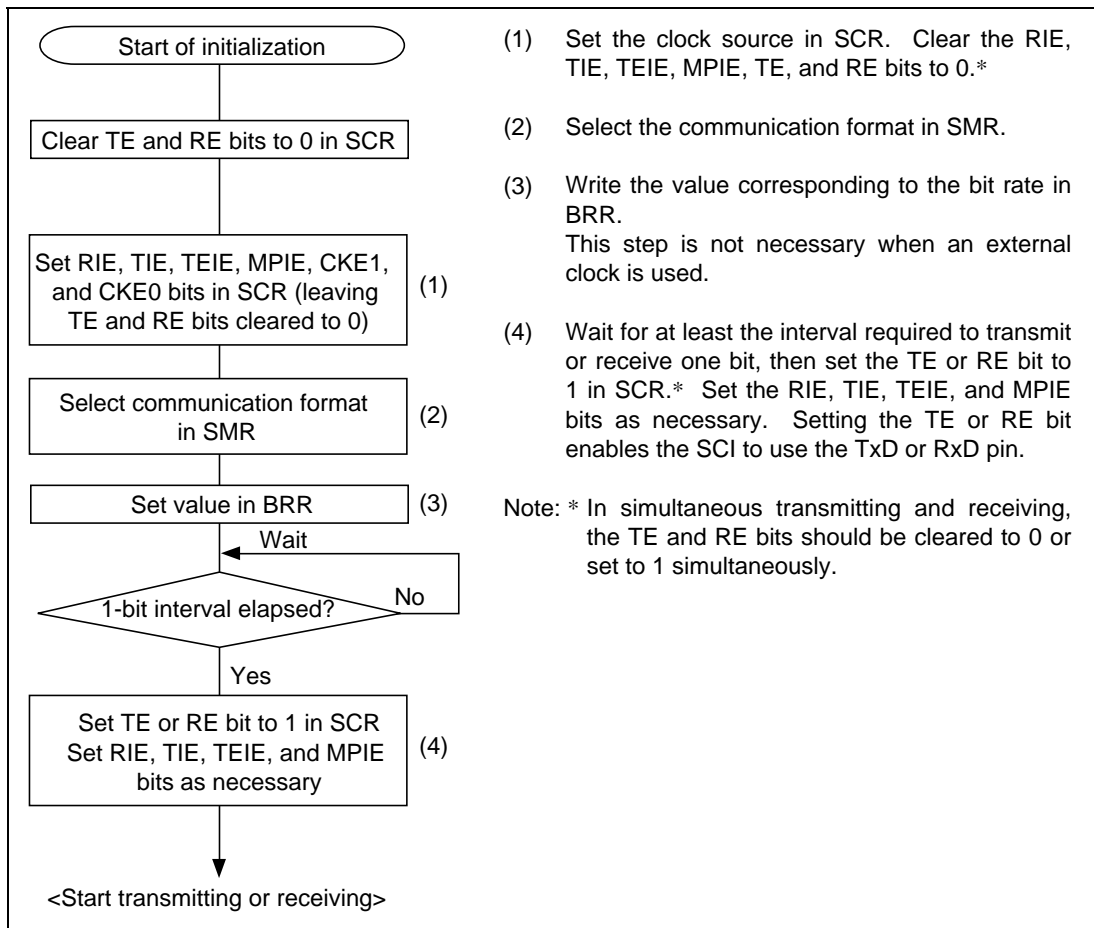 Start of initialization
Clear TE and RE bits to 0 in SCR
Set RIE, TIE, TEIE, MPIE, CKE1,
and CKE0 bits in SCR (leaving
TE and RE bits cleared to 0)
(1)
Select communication format
in SMR
(2)
Set value in BRR
(3)
Wait
1-bit interval elapsed?
No
Yes
Set TE or RE bit to 1 in SCR
Set RIE, TIE, TEIE, and MPIE
bits as necessary
(4)
<Start transmitting or receiving>
(1) Set the clock source in SCR. Clear the RIE,
TIE, TEIE, MPIE, TE, and RE bits to 0.*
(2) Select the communication format in SMR.
(3) Write the value corresponding to the bit rate in
BRR.
This step is not necessary when an external
clock is used.
(4) Wait for at least the interval required to transmit
or receive one bit, then set the TE or RE bit to
1 in SCR.* Set the RIE, TIE, TEIE, and MPIE
bits as necessary. Setting the TE or RE bit
enables the SCI to use the TxD or RxD pin.
Note: * In simultaneous transmitting and receiving,
the TE and RE bits should be cleared to 0 or
set to 1 simultaneously.